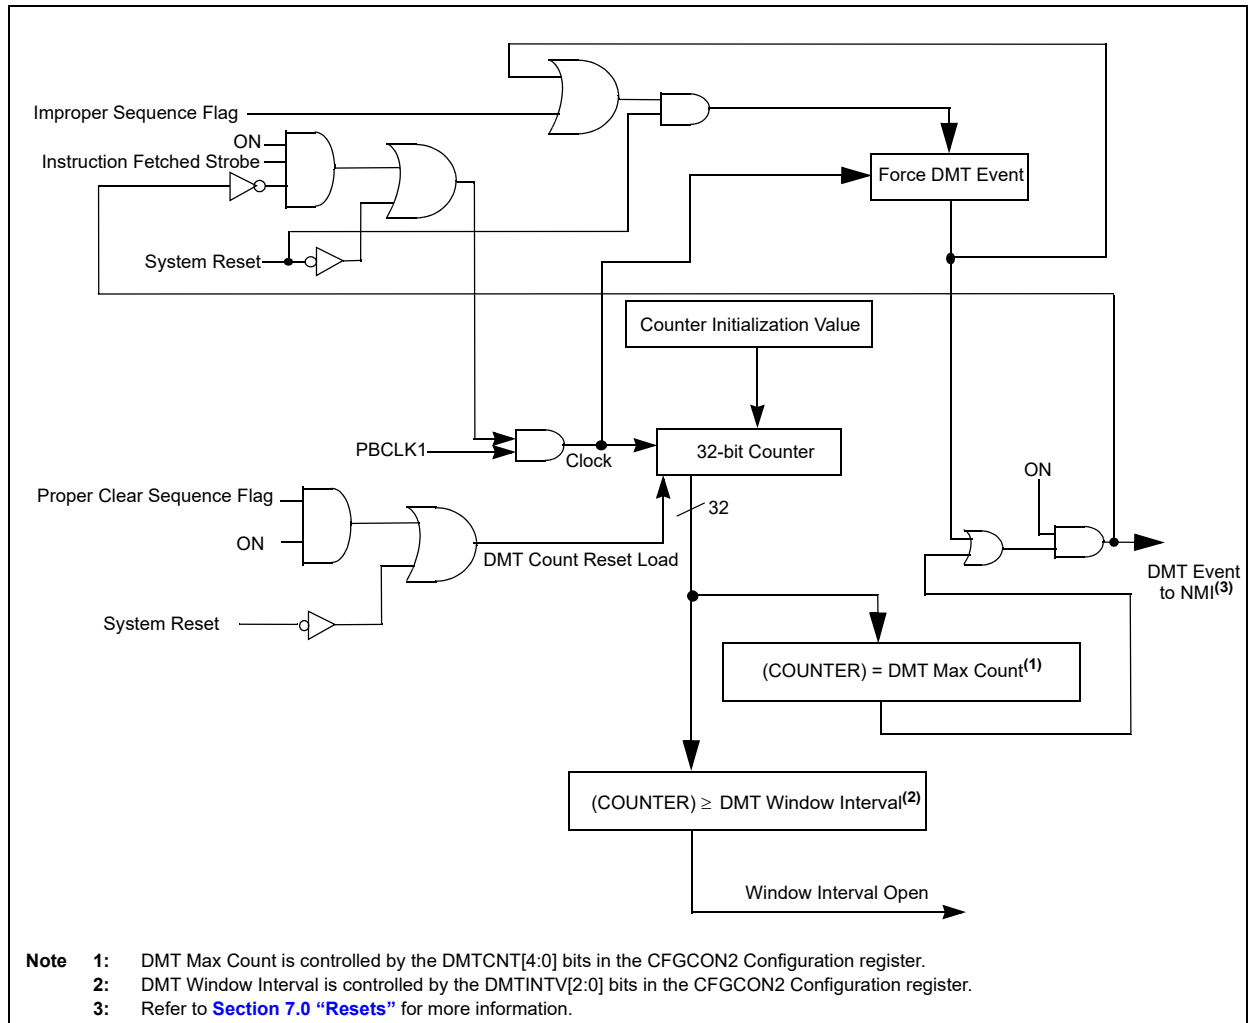 Improper Sequence Flag
ON
Instruction Fetched Strobe
Force DMT Event
System Reset
Counter Initialization Value
PBCLK1
Clock
32-bit Counter
ON
Proper Clear Sequence Flag
32
ON
DMT Count Reset Load
DMT Event
to NMI(3)
System Reset
(COUNTER) = DMT Max Count(1)
(COUNTER) ≥ DMT Window Interval(2)
Window Interval Open
Note 1: DMT Max Count is controlled by the DMTCNT[4:0] bits in the CFGCON2 Configuration register.
2: DMT Window Interval is controlled by the DMTINTV[2:0] bits in the CFGCON2 Configuration register.
3: Refer to Section 7.0 “Resets” for more information.